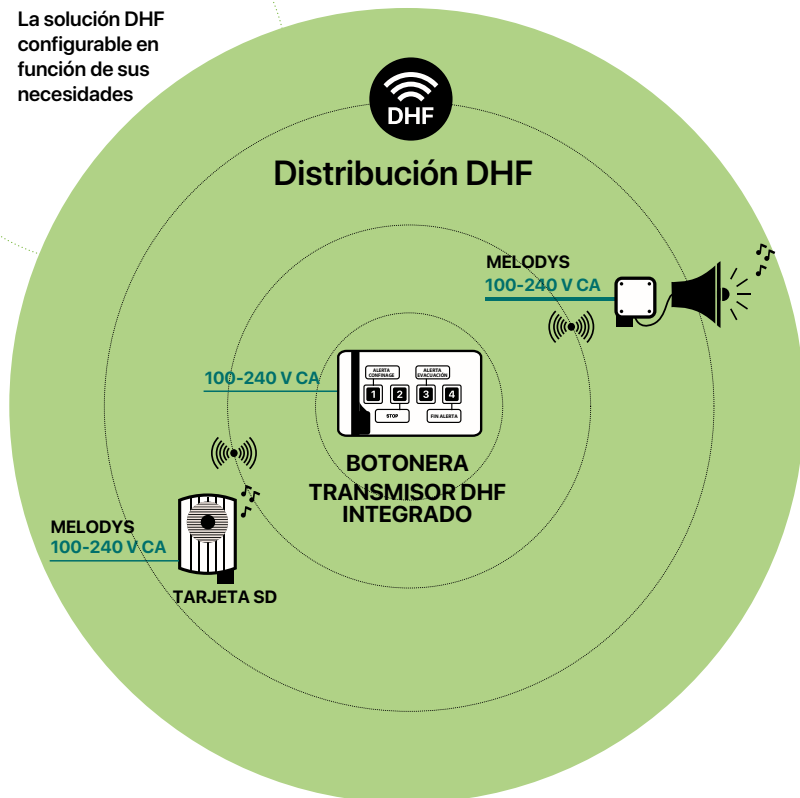 La solución DHF
configurable en
función de sus
necesidades
DHF
Distribución DHF
MELODYS
100-240 V CA
100-240 V CA
ALERTA
CONFINAGE
ALERTA
EVACUACIÓN
1 2 3 4
STOP
FIN ALERTA
BOTONERA
TRANSMISOR DHF
INTEGRADO
MELODYS
100-240 V CA
TARJETA SD